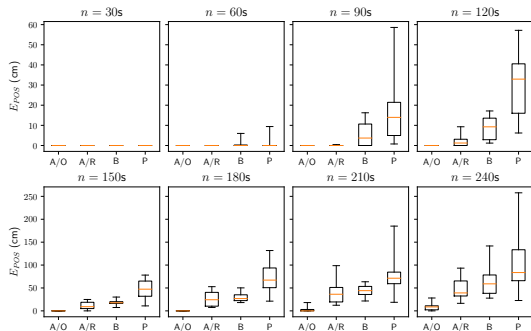 n = 30s n = 60s n = 90s n = 120s
60
50
40
30
20
10
0
E_POS (cm)
A/O A/R B P A/O A/R B P A/O A/R B P A/O A/R B P
n = 150s n = 180s n = 210s n = 240s
250
200
150
100
50
0
E_POS (cm)
A/O A/R B P A/O A/R B P A/O A/R B P A/O A/R B P